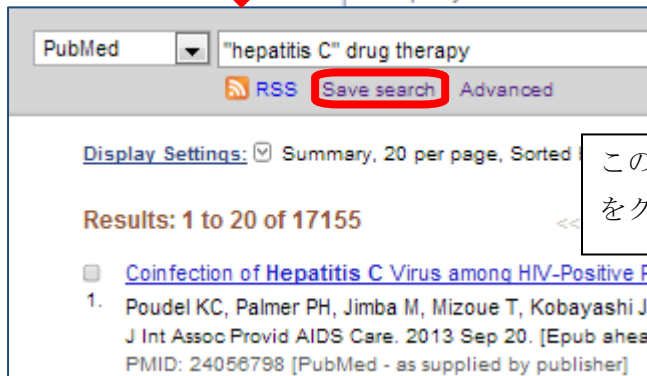 PubMed "hepatitis C" drug therapy
RSS Save search Advanced
Display Settings: Summary, 20 per page, Sorted
この
をク
Results: 1 to 20 of 17155 <<
Coinfection of Hepatitis C Virus among HIV-Positive
1. Poudel KC, Palmer PH, Jimba M, Mizoue T, Kobayashi J
J Int Assoc Provid AIDS Care. 2013 Sep 20. [Epub ahea
PMID: 24056798 [PubMed - as supplied by publisher]